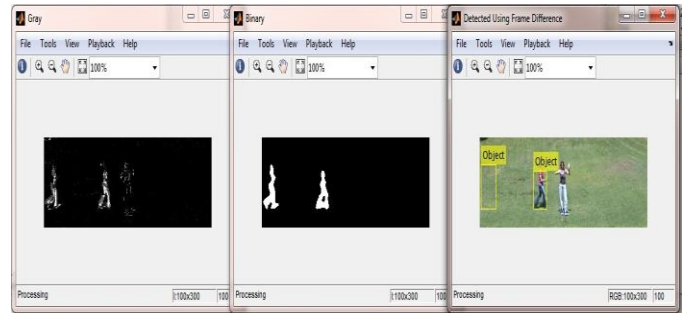 Gray
File Tools View Playback Help
100%
Processing
I:100x300 100
Binary
File Tools View Playback Help
100%
Processing
I:100x300 100
Detected Using Frame Difference
File Tools View Playback Help
100%
Object
Object
Processing
RGB:100x300 100